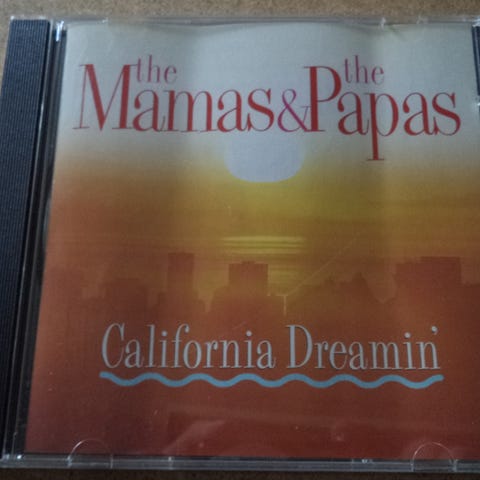 the Mamas & the Papas
California Dreamin'